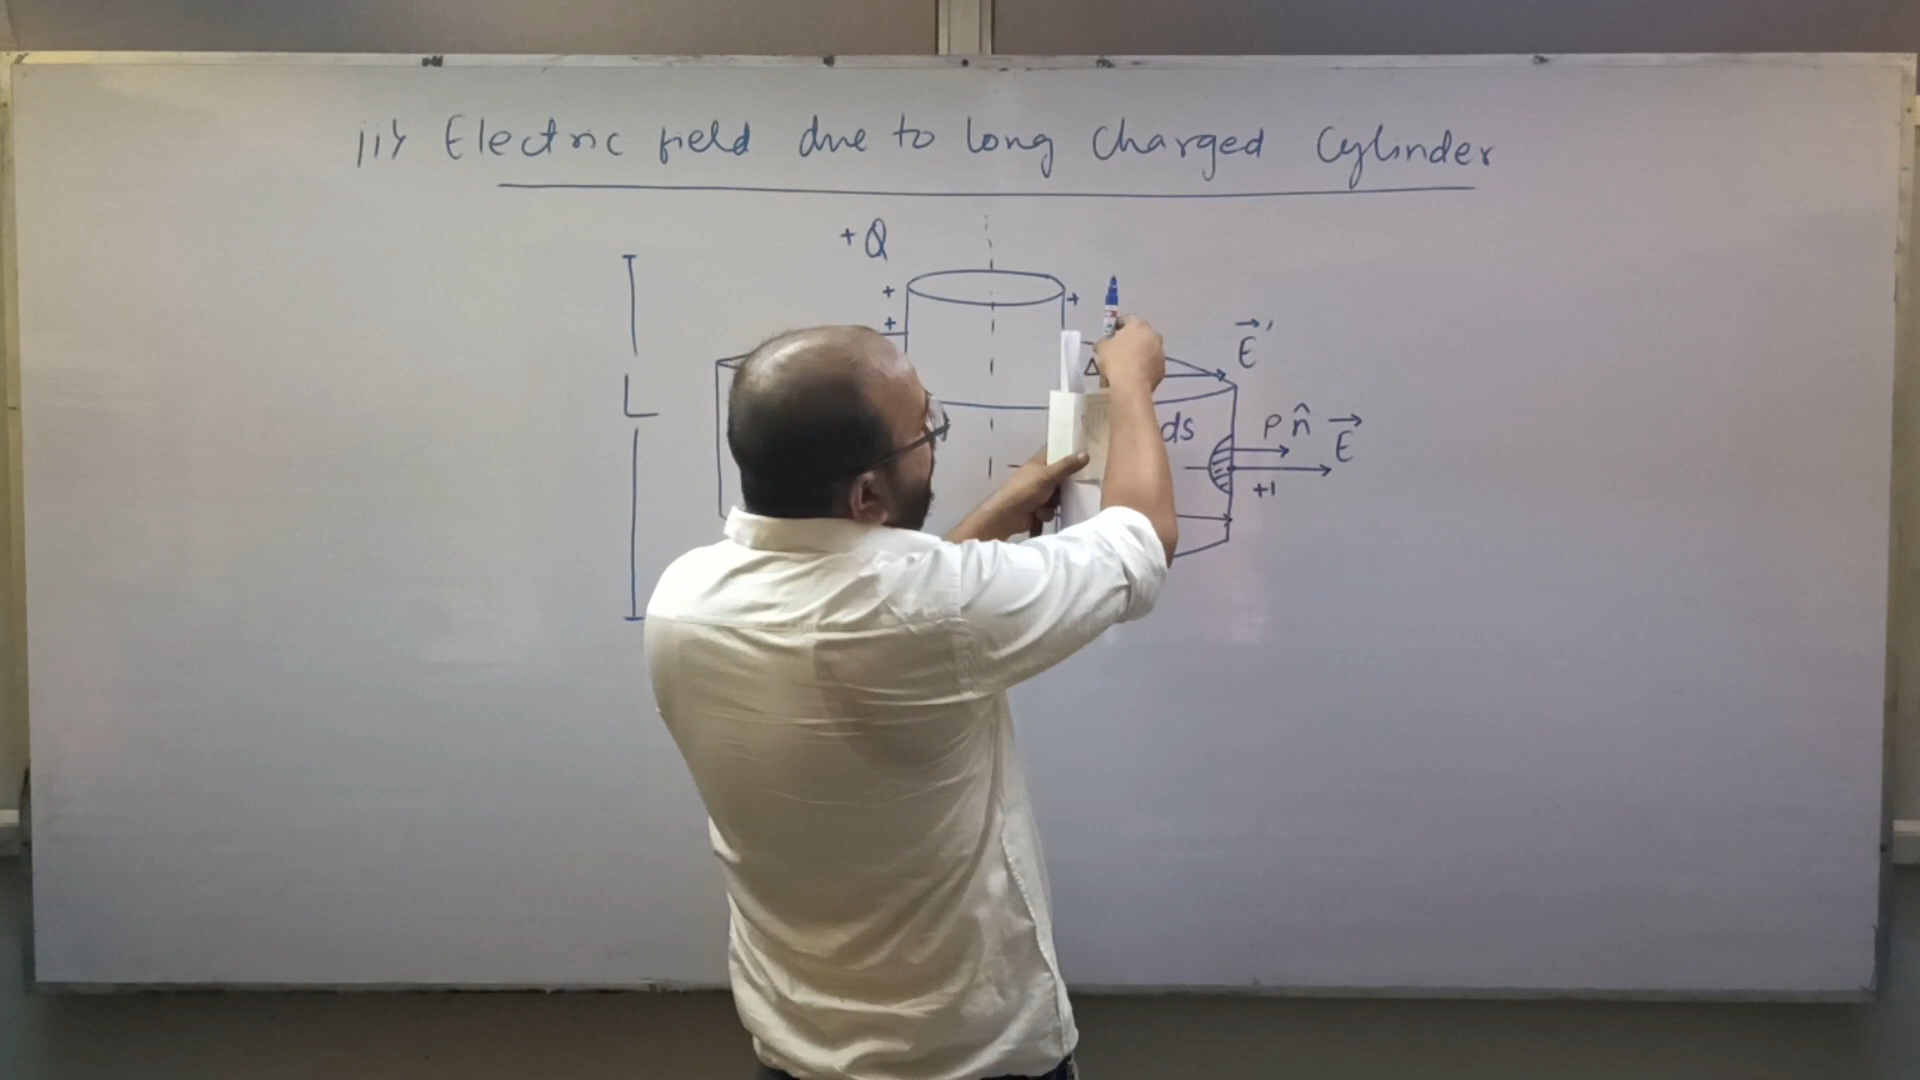 ii) Electric field due to long charged cylinder
+Q
+
+
+
E→'
L
Δ
ds
P n̂ E→
+1